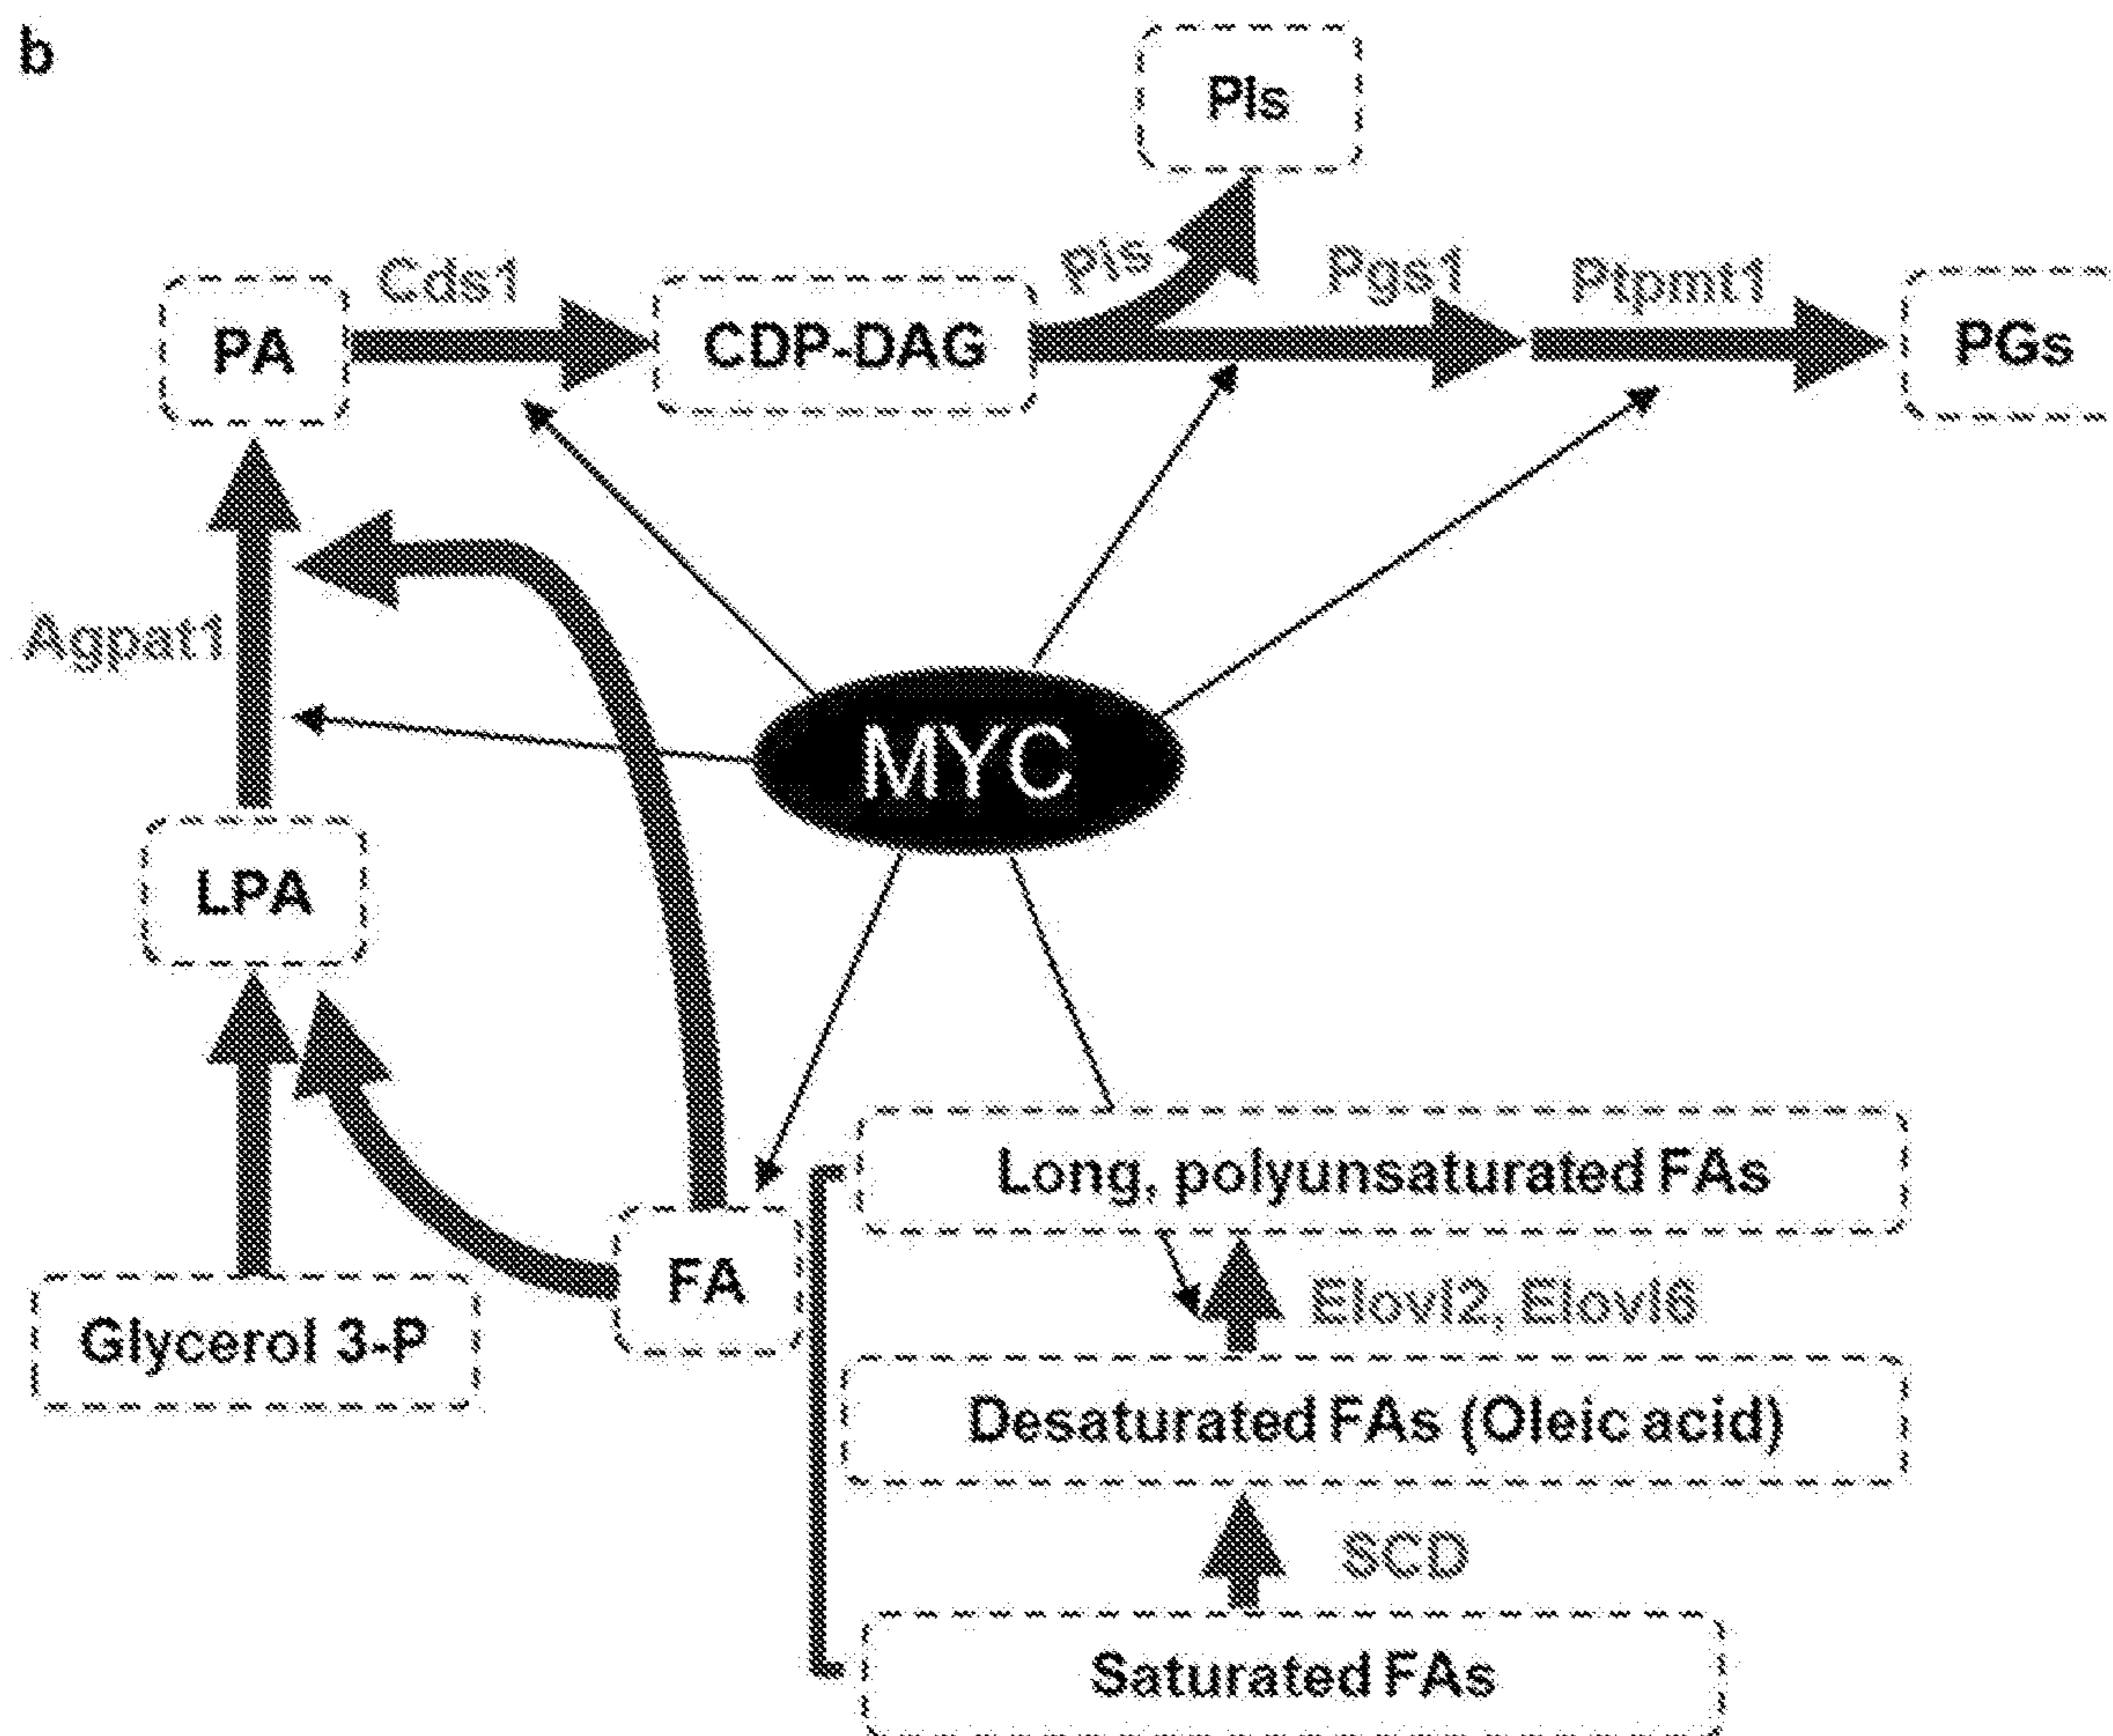 b
PIs
Cds1
PIs
Pgs1
Ptpmt1
PA
CDP-DAG
PGs
Agpat1
MYC
LPA
Long, polyunsaturated FAs
FA
Elovl2, Elovl6
Glycerol 3-P
Desaturated FAs (Oleic acid)
SCD
Saturated FAs